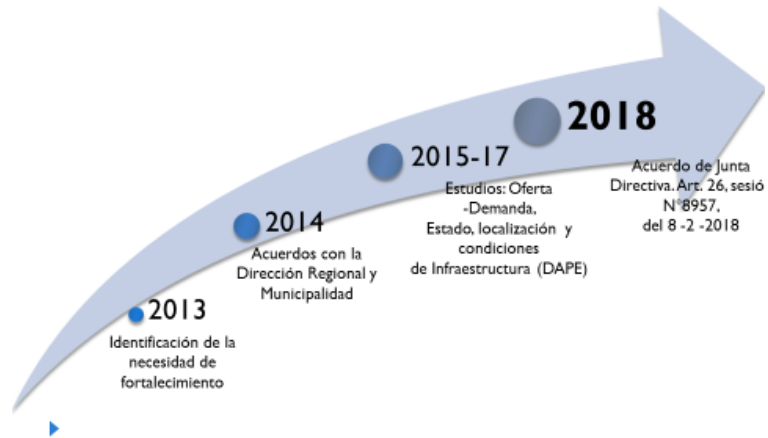 2013
Identificación de la
necesidad de
fortalecimiento
2014
Acuerdos con la
Dirección Regional y
Municipalidad
2015-17
Estudios: Oferta
-Demanda,
Estado, localización y
condiciones
de Infraestructura (DAPE)
2018
Acuerdo de Junta
Directiva. Art. 26, sesió
N°8957,
del 8 -2 -2018